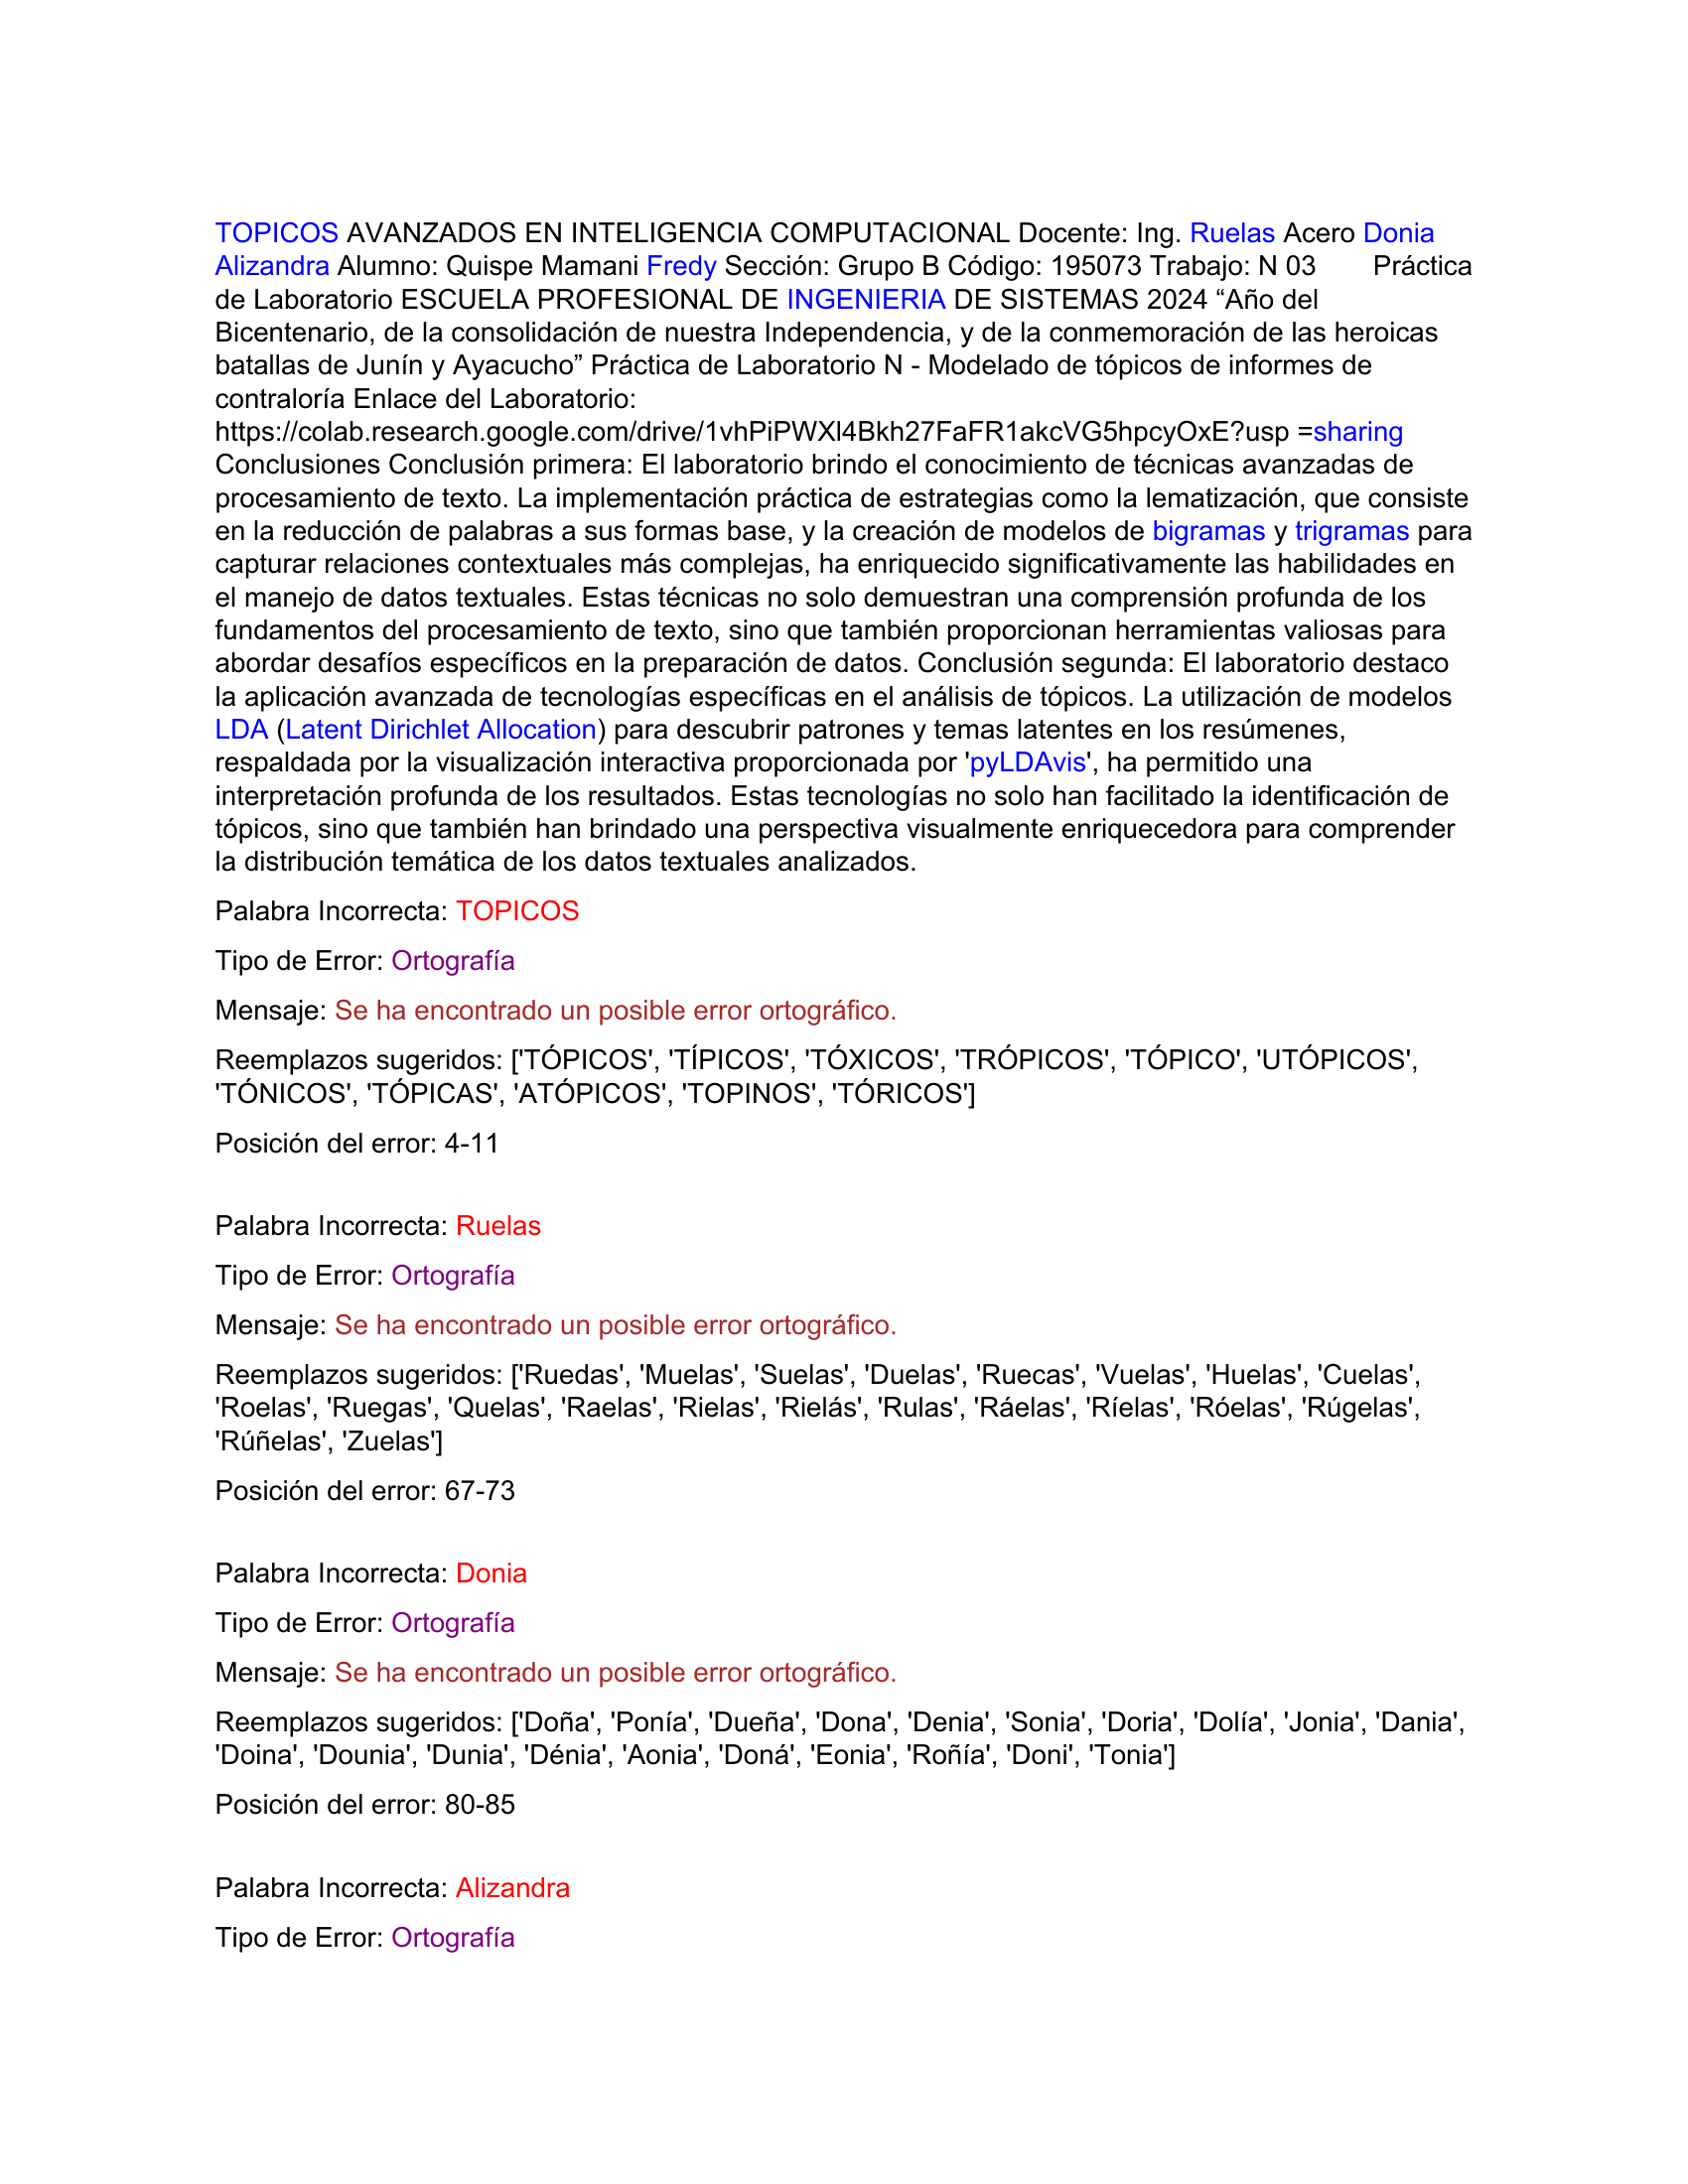 TOPICOS AVANZADOS EN INTELIGENCIA COMPUTACIONAL Docente: Ing. Ruelas Acero Donia
Alizandra Alumno: Quispe Mamani Fredy Sección: Grupo B Código: 195073 Trabajo: N 03 Práctica
de Laboratorio ESCUELA PROFESIONAL DE INGENIERIA DE SISTEMAS 2024 “Año del
Bicentenario, de la consolidación de nuestra Independencia, y de la conmemoración de las heroicas
batallas de Junín y Ayacucho” Práctica de Laboratorio N - Modelado de tópicos de informes de
contraloría Enlace del Laboratorio:
https://colab.research.google.com/drive/1vhPiPWXl4Bkh27FaFR1akcVG5hpcyOxE?usp =sharing
Conclusiones Conclusión primera: El laboratorio brindo el conocimiento de técnicas avanzadas de
procesamiento de texto. La implementación práctica de estrategias como la lematización, que consiste
en la reducción de palabras a sus formas base, y la creación de modelos de bigramas y trigramas para
capturar relaciones contextuales más complejas, ha enriquecido significativamente las habilidades en
el manejo de datos textuales. Estas técnicas no solo demuestran una comprensión profunda de los
fundamentos del procesamiento de texto, sino que también proporcionan herramientas valiosas para
abordar desafíos específicos en la preparación de datos. Conclusión segunda: El laboratorio destaco
la aplicación avanzada de tecnologías específicas en el análisis de tópicos. La utilización de modelos
LDA (Latent Dirichlet Allocation) para descubrir patrones y temas latentes en los resúmenes,
respaldada por la visualización interactiva proporcionada por 'pyLDAvis', ha permitido una
interpretación profunda de los resultados. Estas tecnologías no solo han facilitado la identificación de
tópicos, sino que también han brindado una perspectiva visualmente enriquecedora para comprender
la distribución temática de los datos textuales analizados.
Palabra Incorrecta: TOPICOS
Tipo de Error: Ortografía
Mensaje: Se ha encontrado un posible error ortográfico.
Reemplazos sugeridos: ['TÓPICOS', 'TÍPICOS', 'TÓXICOS', 'TRÓPICOS', 'TÓPICO', 'UTÓPICOS',
'TÓNICOS', 'TÓPICAS', 'ATÓPICOS', 'TOPINOS', 'TÓRICOS']
Posición del error: 4-11
Palabra Incorrecta: Ruelas
Tipo de Error: Ortografía
Mensaje: Se ha encontrado un posible error ortográfico.
Reemplazos sugeridos: ['Ruedas', 'Muelas', 'Suelas', 'Duelas', 'Ruecas', 'Vuelas', 'Huelas', 'Cuelas',
'Roelas', 'Ruegas', 'Quelas', 'Raelas', 'Rielas', 'Rielás', 'Rulas', 'Ráelas', 'Ríelas', 'Róelas', 'Rúgelas',
'Rúñelas', 'Zuelas']
Posición del error: 67-73
Palabra Incorrecta: Donia
Tipo de Error: Ortografía
Mensaje: Se ha encontrado un posible error ortográfico.
Reemplazos sugeridos: ['Doña', 'Ponía', 'Dueña', 'Dona', 'Denia', 'Sonia', 'Doria', 'Dolía', 'Jonia', 'Dania',
'Doina', 'Dounia', 'Dunia', 'Dénia', 'Aonia', 'Doná', 'Eonia', 'Roñía', 'Doni', 'Tonia']
Posición del error: 80-85
Palabra Incorrecta: Alizandra
Tipo de Error: Ortografía